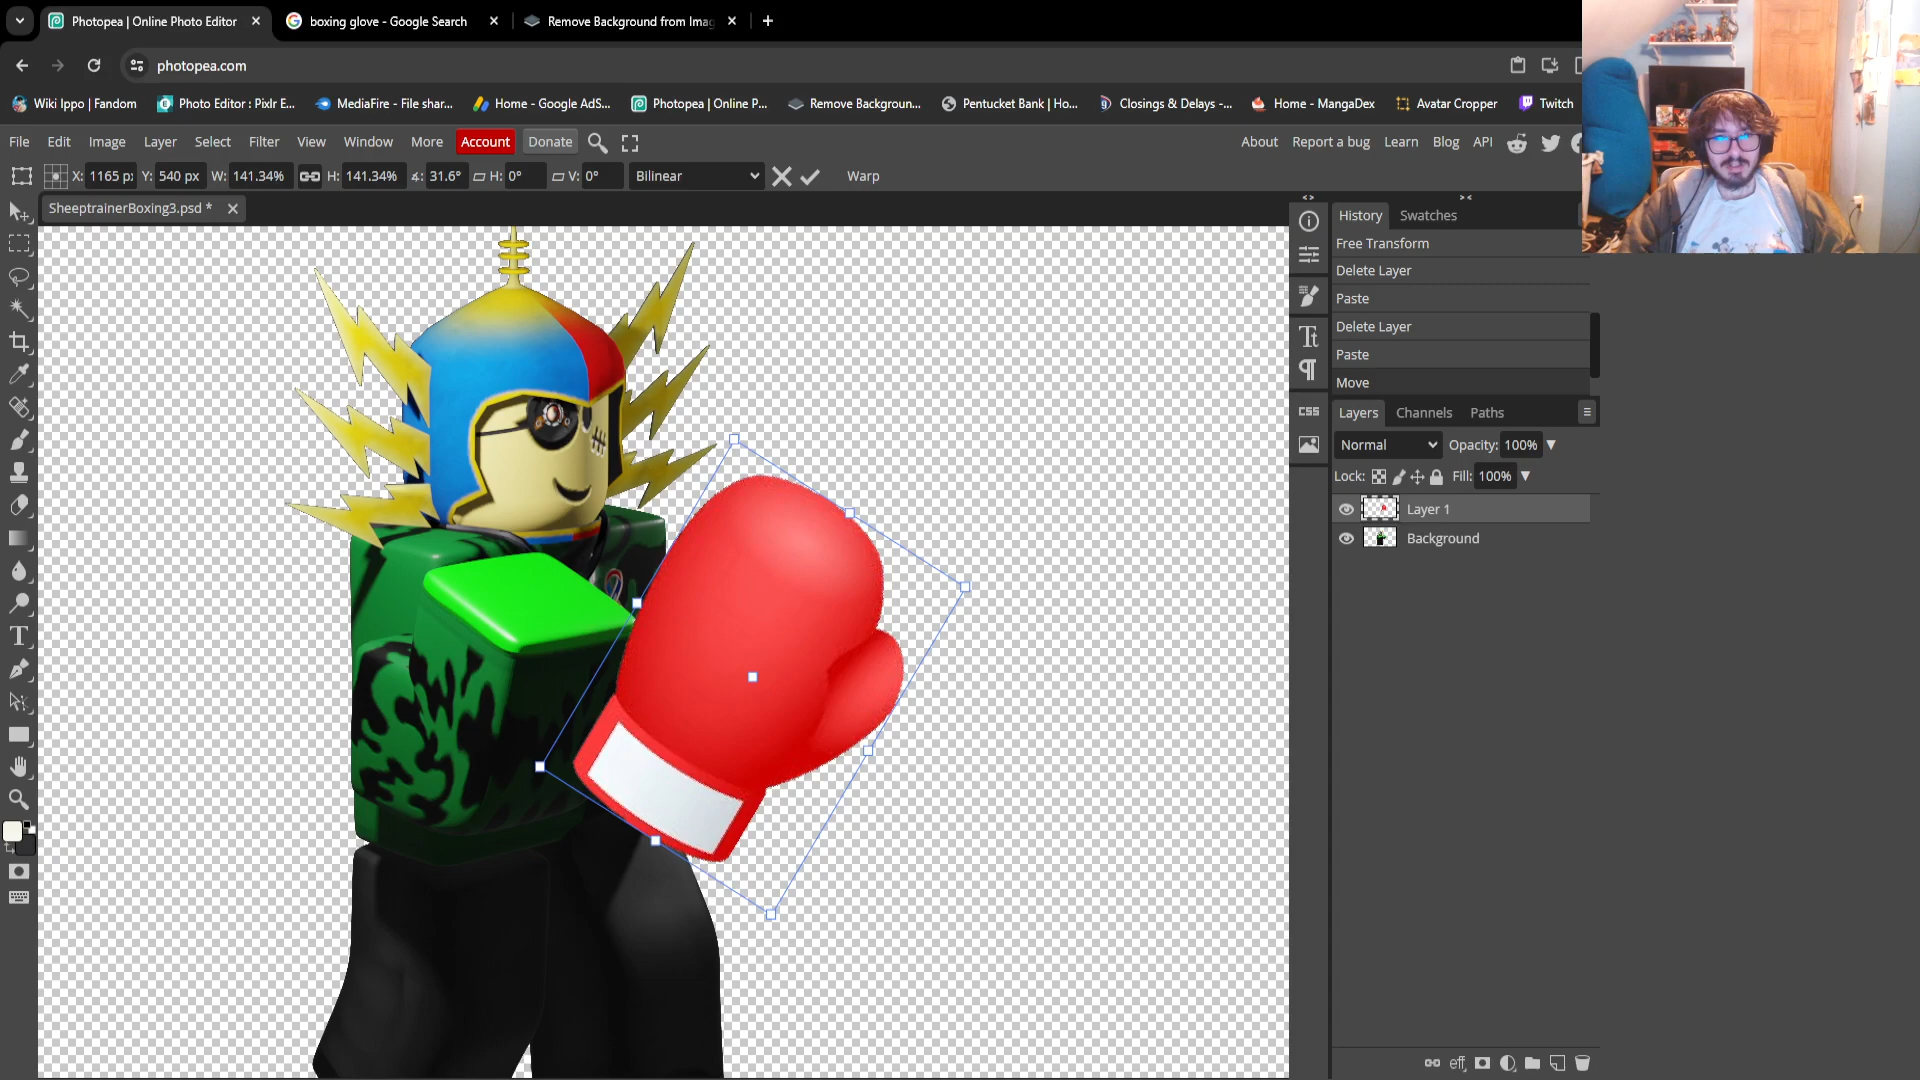 Photopea | Online Photo Editor
boxing glove - Google Search
Remove Background from Imag
photopea.com
Wiki Ippo | Fandom
Photo Editor : Pixlr E...
MediaFire - File shar...
Home - Google AdS...
Photopea | Online P...
Remove Backgroun...
Pentucket Bank | Ho...
Closings & Delays -...
Home - MangaDex
Avatar Cropper
Twitch
File Edit Image Layer Select Filter View Window More Account Donate
About Report a bug Learn Blog API
X: 1165 px Y: 540 px W: 141.34% H: 141.34% ∡: 31.6° H: 0° V: 0° Bilinear Warp
SheeptrainerBoxing3.psd *
History Swatches
Free Transform
Delete Layer
Paste
Delete Layer
Paste
Move
Layers Channels Paths
Normal Opacity: 100%
Lock: Fill: 100%
Layer 1
Background
CSS
eff